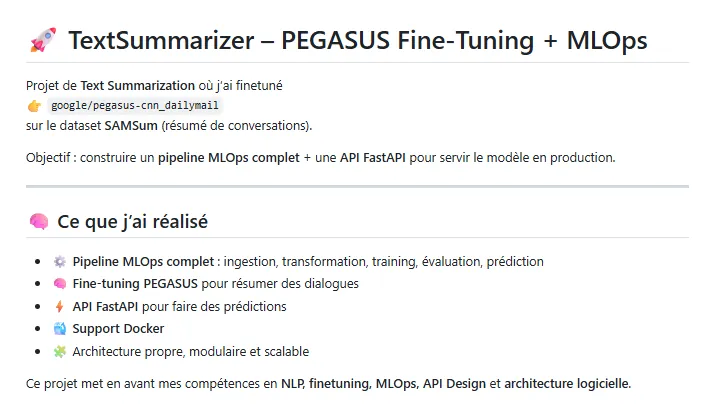 🚀 TextSummarizer – PEGASUS Fine-Tuning + MLOps
Projet de Text Summarization où j’ai finetuné
👉 google/pegasus-cnn_dailymail
sur le dataset SAMSum (résumé de conversations).
Objectif : construire un pipeline MLOps complet + une API FastAPI pour servir le modèle en production.
🧠 Ce que j’ai réalisé
• ⚙️ Pipeline MLOps complet : ingestion, transformation, training, évaluation, prédiction
• 🧠 Fine-tuning PEGASUS pour résumer des dialogues
• ⚡ API FastAPI pour faire des prédictions
• 🐳 Support Docker
• 🧩 Architecture propre, modulaire et scalable
Ce projet met en avant mes compétences en NLP, finetuning, MLOps, API Design et architecture logicielle.